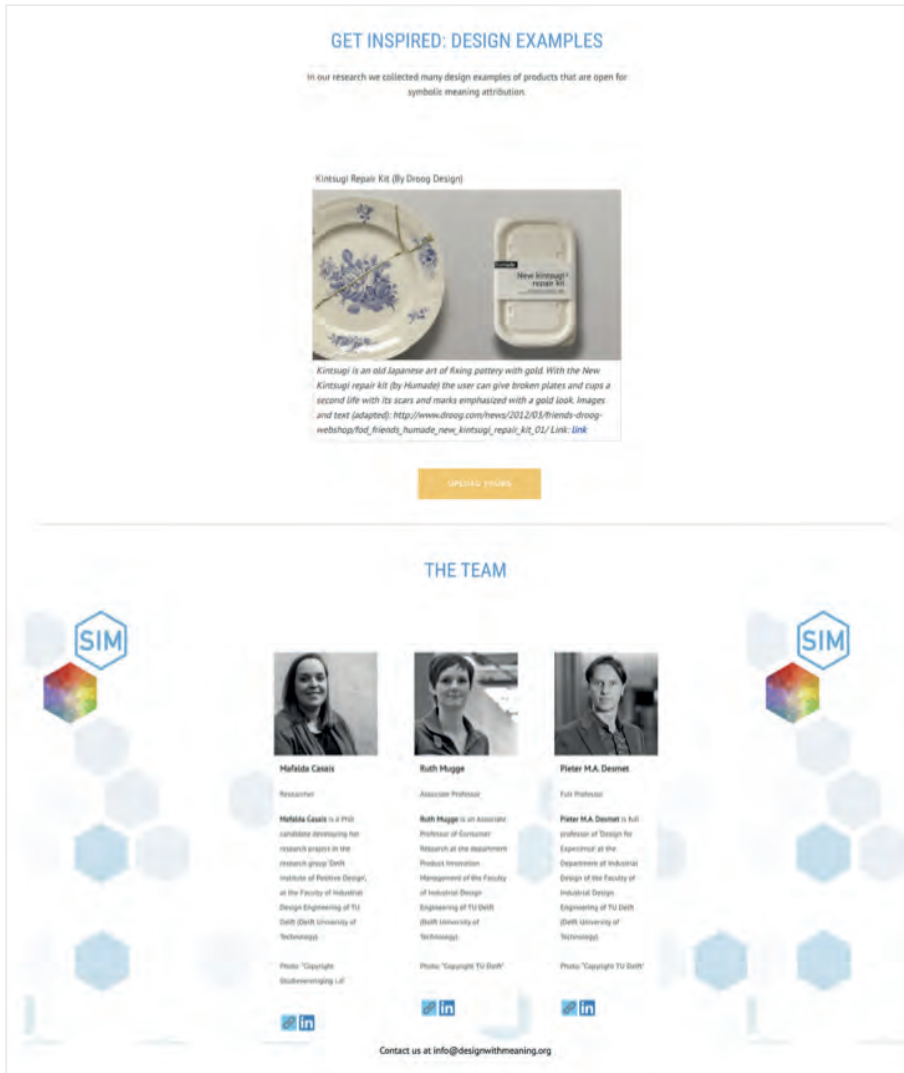 GET INSPIRED: DESIGN EXAMPLES
In our research we collected many design examples of products that are open for
symbolic meaning attribution.
Kintsugi Repair Kit (By Droog Design)
humade
New kintsugi
repair kit
Kintsugi is an old Japanese art of fixing pottery with gold. With the New
Kintsugi repair kit (by Humade) the user can give broken plates and cups a
second life with its scars and marks emphasized with a gold look. Images
and text (adapted): http://www.droog.com/news/2012/03/friends-droog-
webshop/fod_friends_humade_new_kintsugi_repair_kit_01/ Link: link
UPLOAD YOURS
THE TEAM
SIM
SIM
Mafalda Casais
Researcher
Mafalda Casais is a PhD
candidate developing her
research project in the
research group 'Delft
Institute of Positive Design',
at the Faculty of Industrial
Design Engineering of TU
Delft (Delft University of
Technology).
Photo: "Copyright
Studievereniging i.d"
in
Ruth Mugge
Associate Professor
Ruth Mugge is an Associate
Professor of Consumer
Research at the department
Product Innovation
Management of the Faculty
of Industrial Design
Engineering of TU Delft
(Delft University of
Technology).
Photo: "Copyright TU Delft"
in
Pieter M.A. Desmet
Full Professor
Pieter M.A. Desmet is full
professor of 'Design for
Experience' at the
Department of Industrial
Design of the Faculty of
Industrial Design
Engineering of TU Delft
(Delft University of
Technology).
Photo: "Copyright TU Delft"
in
Contact us at info@designwithmeaning.org